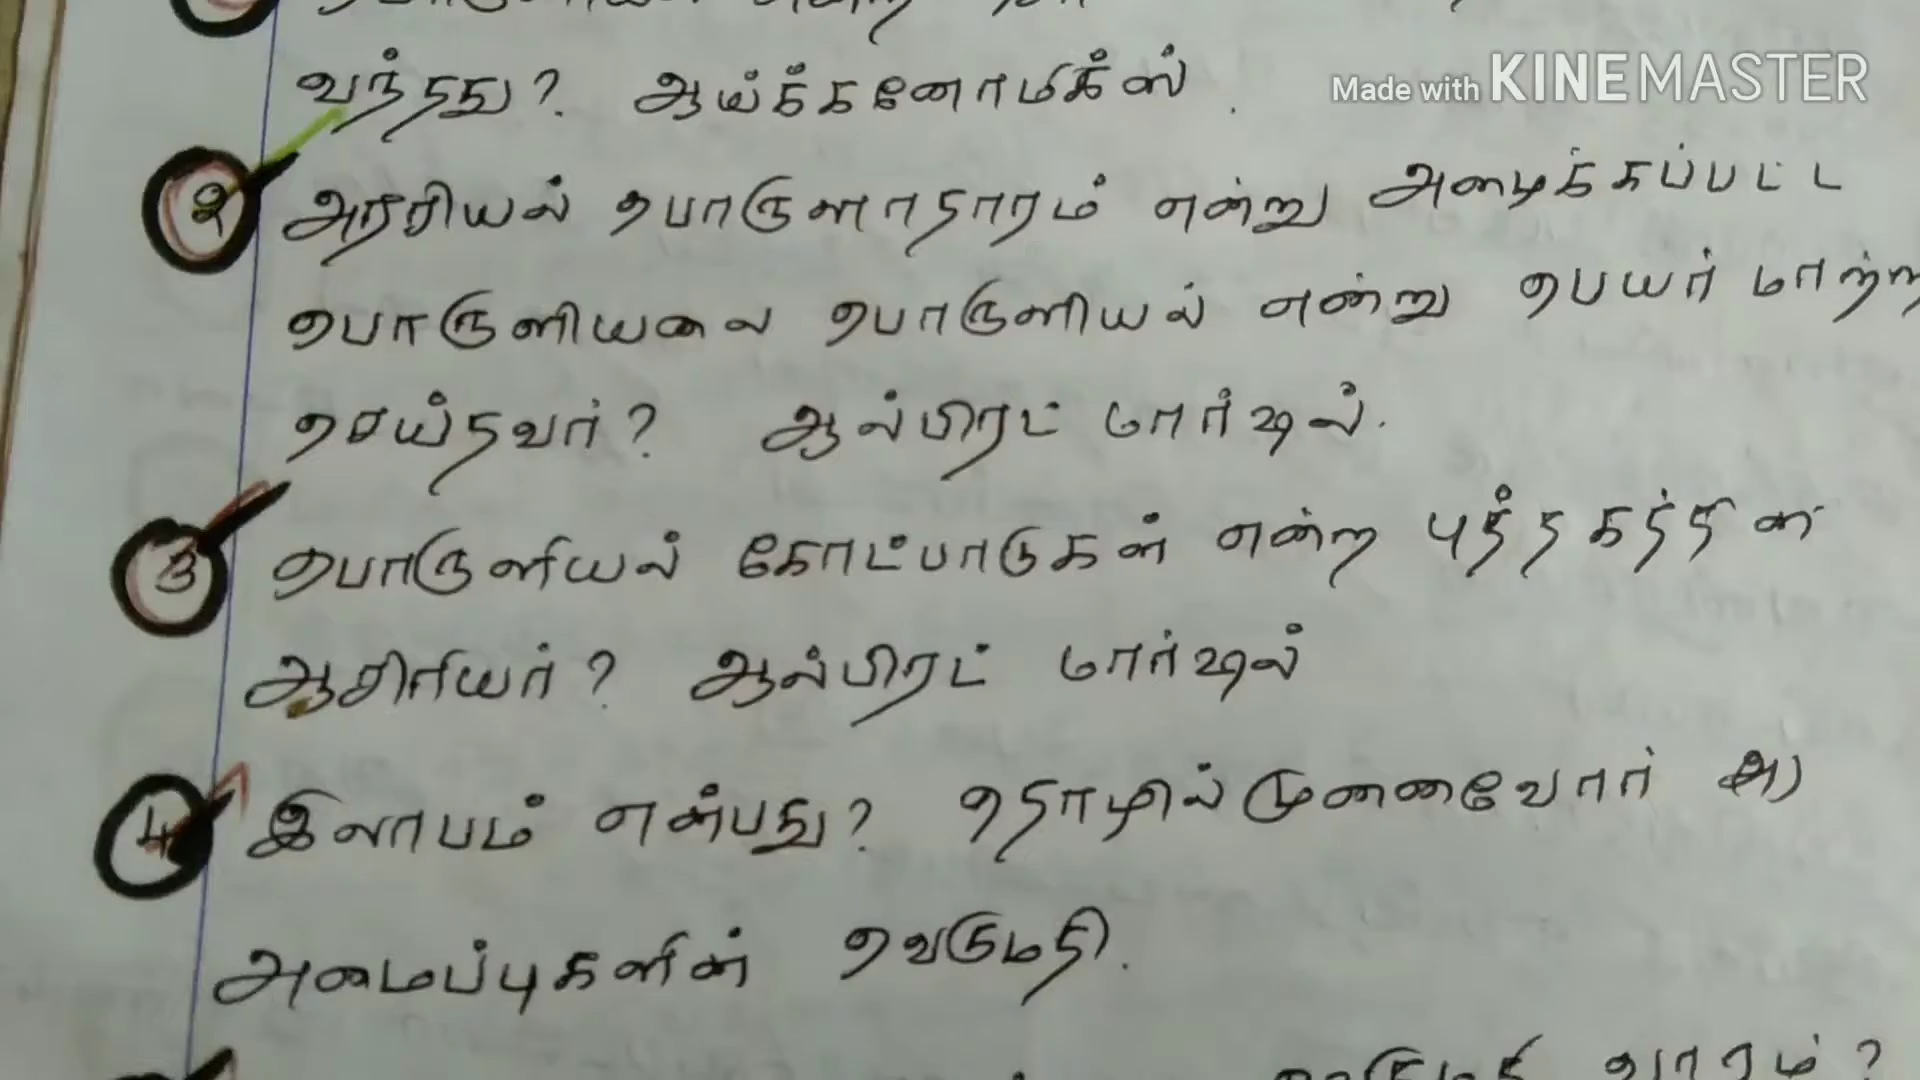 வந்தது? ஆய்க்கனோமிக்ஸ்
Made with KINEMASTER
2 அரசியல் பொருளாதாரம் என்று அழைக்கப்பட்ட
பொருளியலை பொருளியல் என்று பெயர் மாற்ற
செய்தவர்? ஆல்பிரட் மார்ஷல்.
3 பொருளியல் கோட்பாடுகள் என்ற புத்தகத்தின்
ஆசிரியர்? ஆல்பிரட் மார்ஷல்
4 இலாபம் என்பது? தொழில் முனைவோர்
அமைப்புகளின் வெகுமதி.
வாரம்?